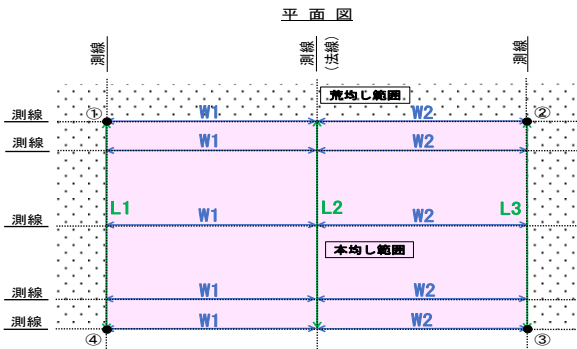 平面図
測線
測線
(法線)
測線
荒均し範囲
測線 ① W1 W2 ②
測線 W1 W2
L1 L2 L3
測線 W1 W2
本均し範囲
測線 W1 W2
測線 W1 W2
④ ③